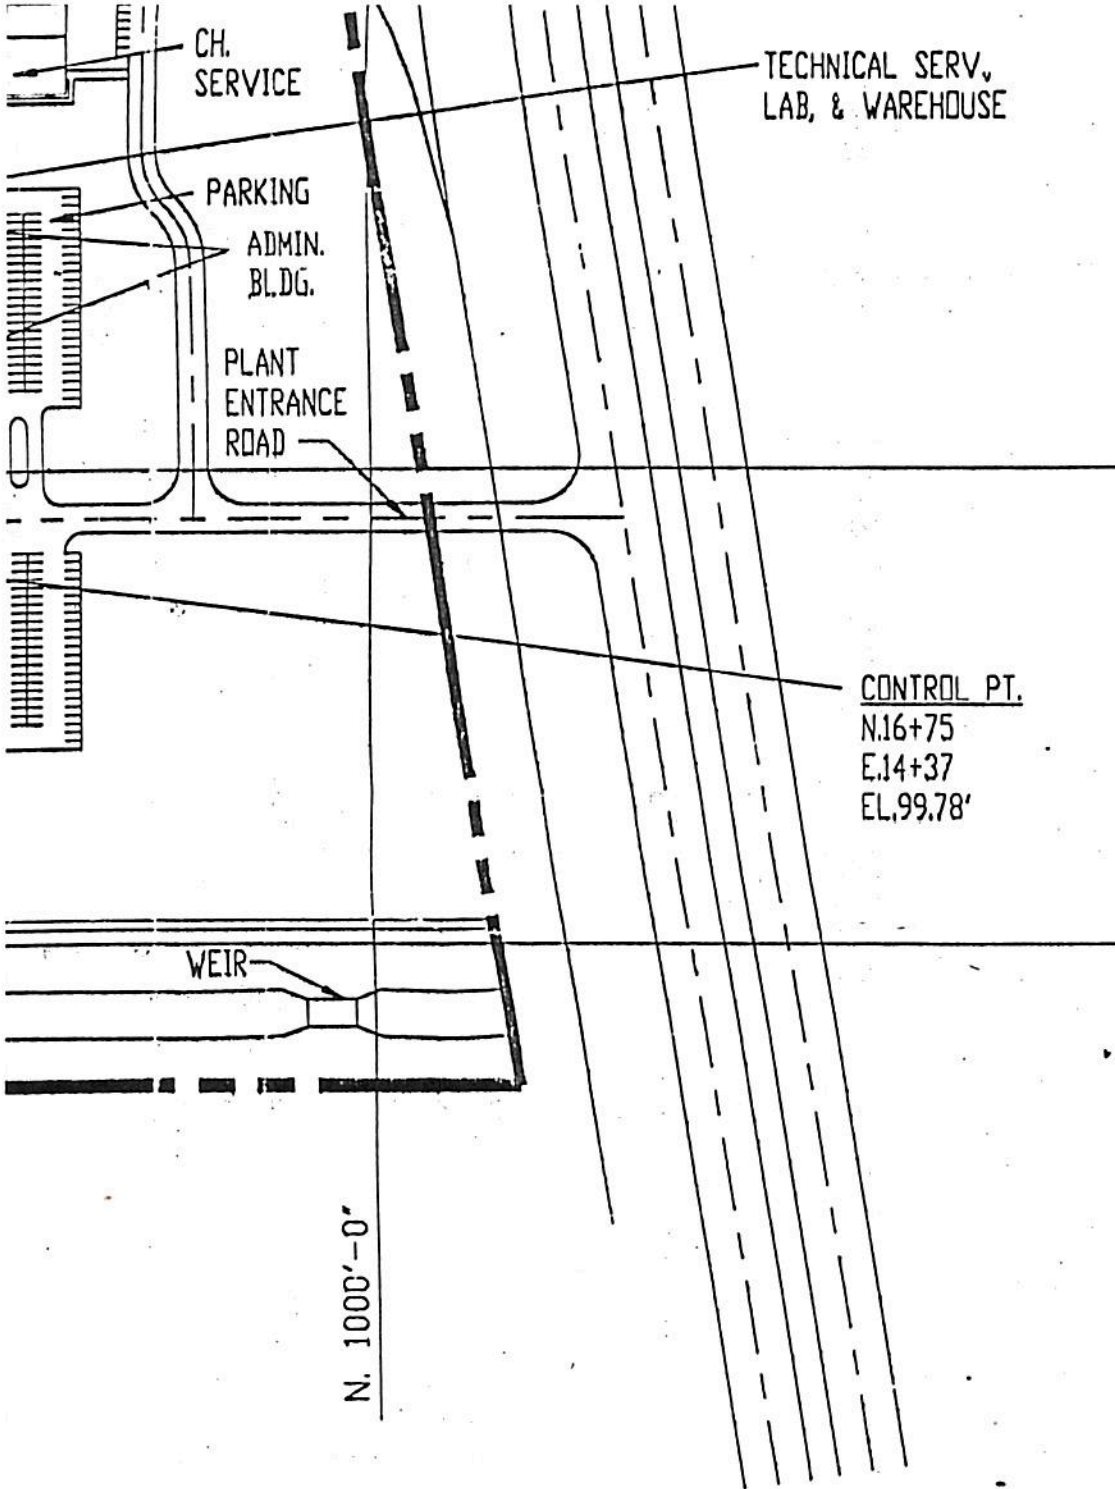 CH.
SERVICE
TECHNICAL SERV.
LAB, & WAREHOUSE
PARKING
ADMIN.
BLDG.
PLANT
ENTRANCE
ROAD
CONTROL PT.
N.16+75
E.14+37
EL.99.78'
WEIR
N. 1000'-0"